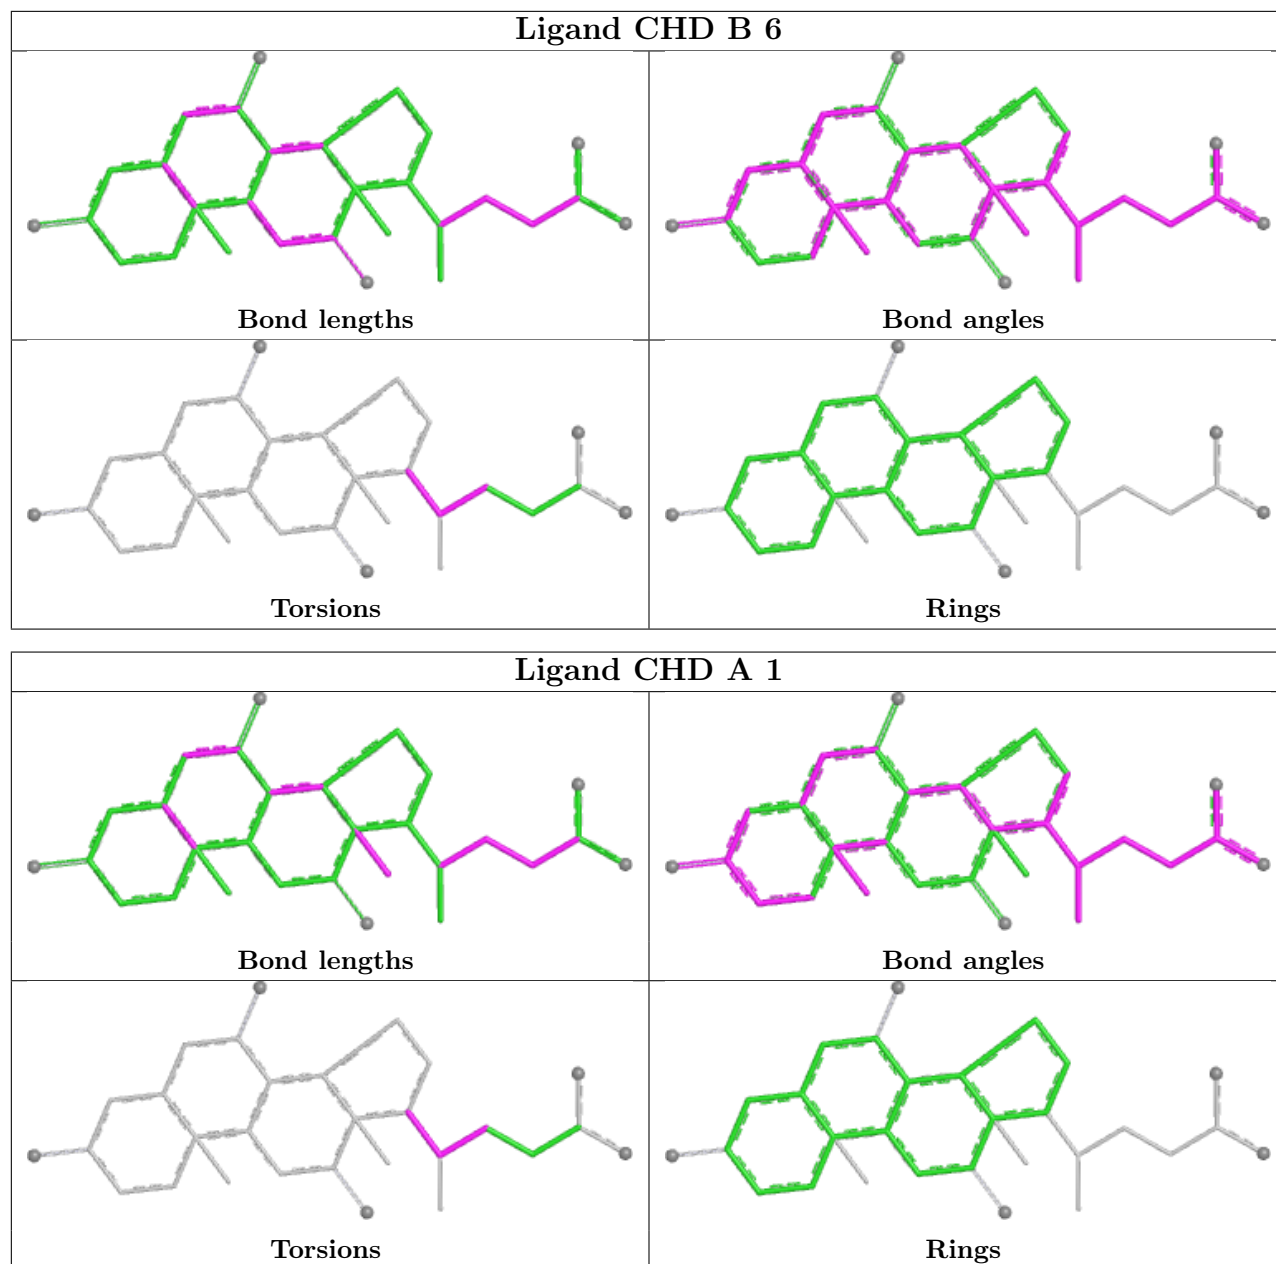 Ligand CHD B 6
Bond lengths
Bond angles
Torsions
Rings
Ligand CHD A 1
Bond lengths
Bond angles
Torsions
Rings